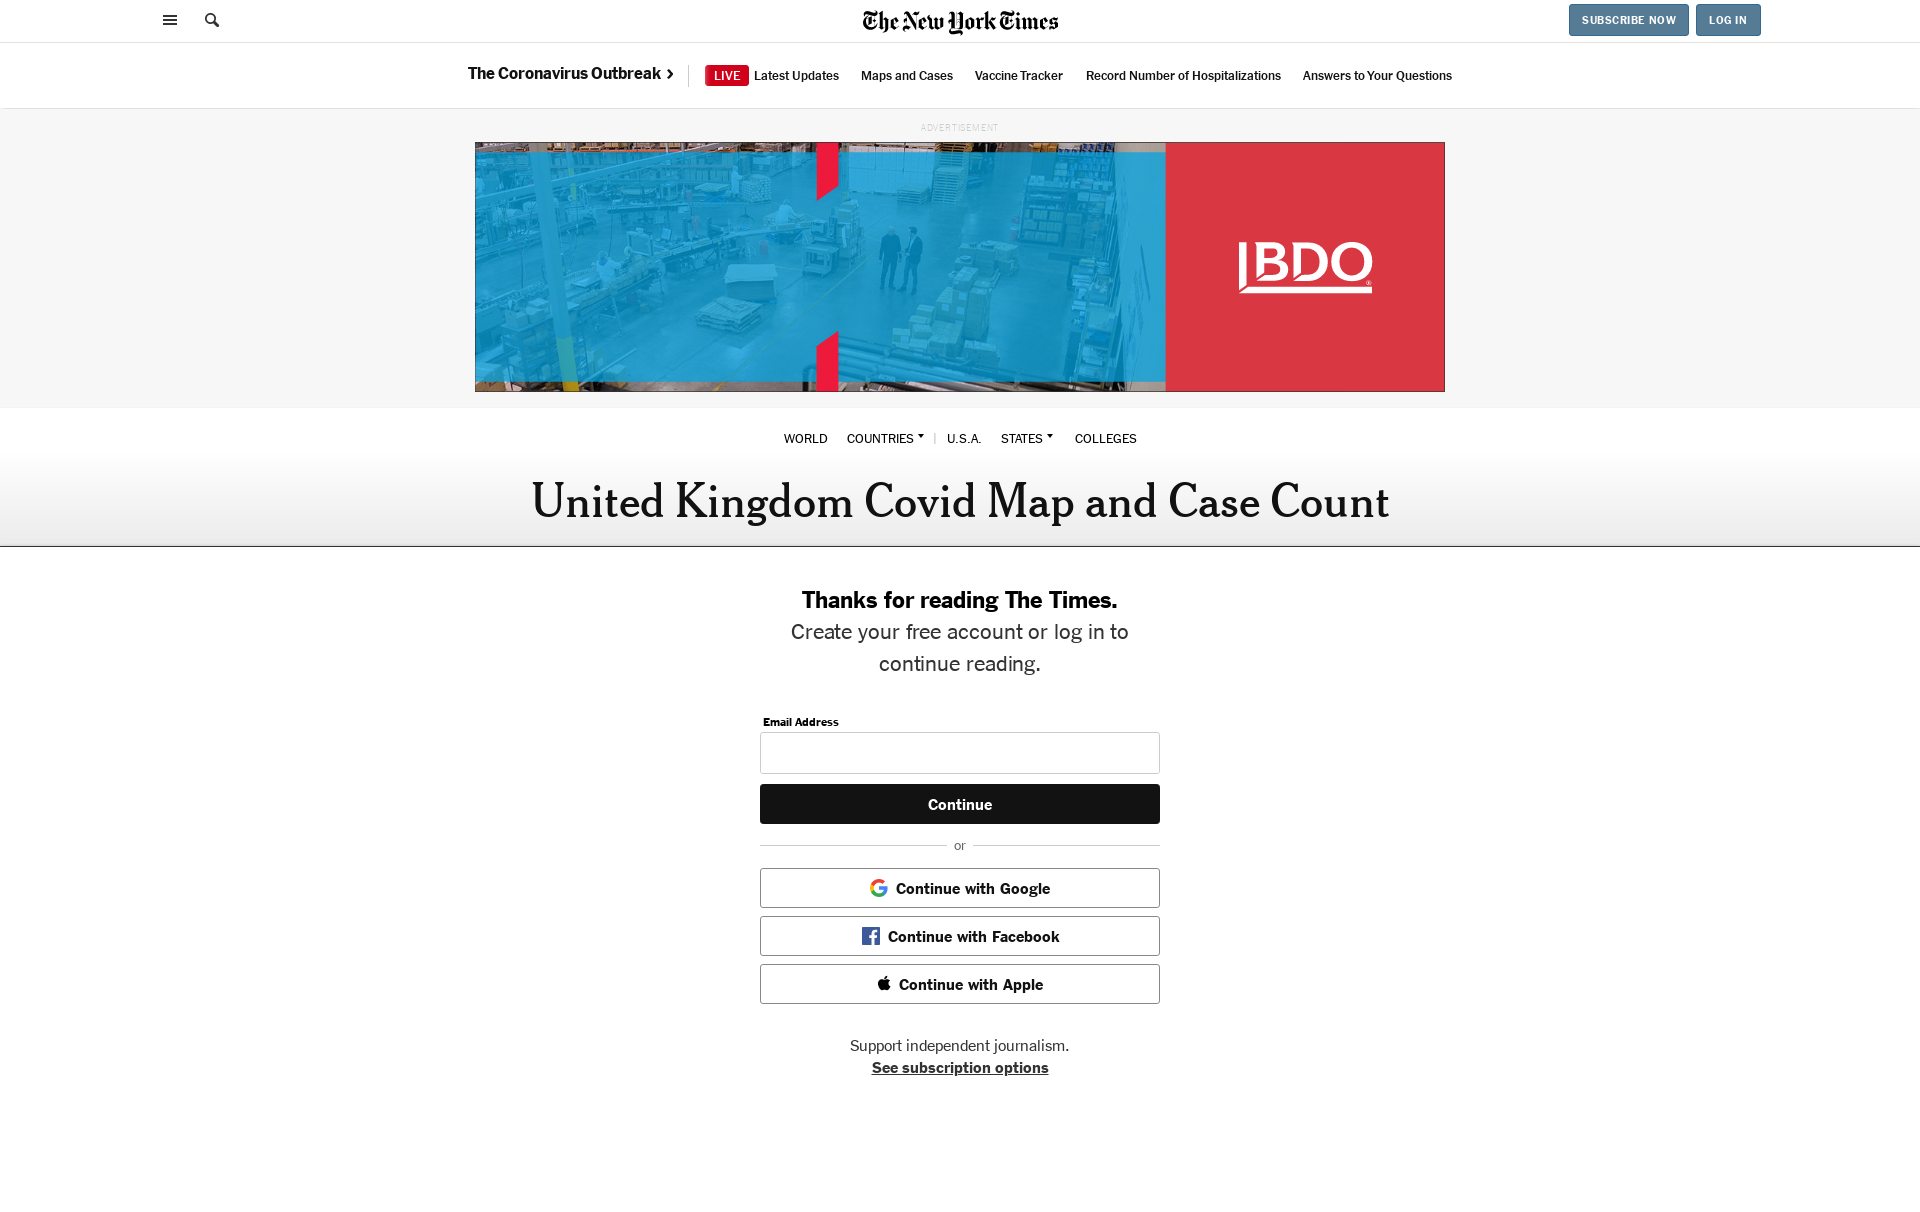 The New York Times
SUBSCRIBE NOW
LOG IN
The Coronavirus Outbreak
LIVE Latest Updates
Maps and Cases
Vaccine Tracker
Record Number of Hospitalizations
Answers to Your Questions
ADVERTISEMENT
BDO
WORLD
COUNTRIES
U.S.A.
STATES
COLLEGES
United Kingdom Covid Map and Case Count
Thanks for reading The Times.
Create your free account or log in to
continue reading.
Email Address
Continue
or
Continue with Google
Continue with Facebook
Continue with Apple
Support independent journalism.
See subscription options